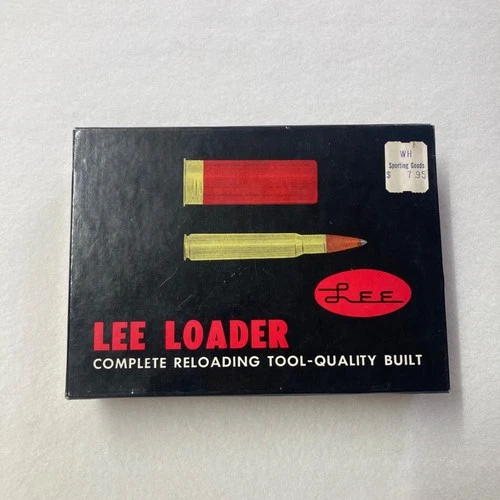 WH
Sporting Goods
$ 7.95
LEE
LEE LOADER
COMPLETE RELOADING TOOL-QUALITY BUILT